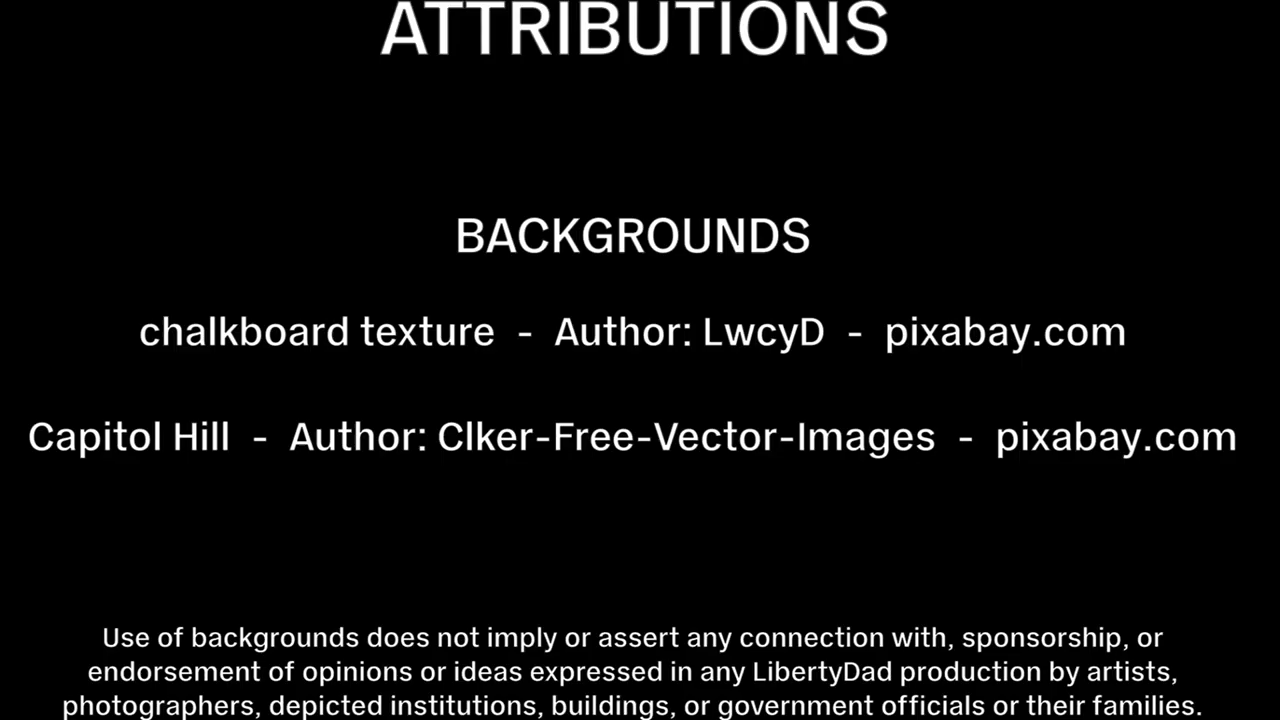 ATTRIBUTIONS
BACKGROUNDS
chalkboard texture - Author: LwcyD - pixabay.com
Capitol Hill - Author: Clker-Free-Vector-Images - pixabay.com
Use of backgrounds does not imply or assert any connection with, sponsorship, or
endorsement of opinions or ideas expressed in any LibertyDad production by artists,
photographers, depicted institutions, buildings, or government officials or their families.